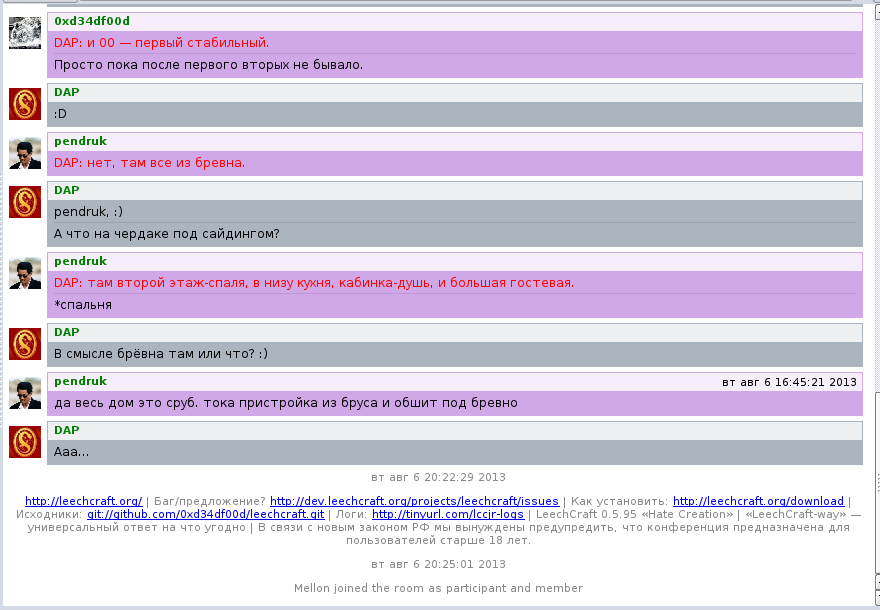 0xd34df00d
DAP: и 00 — первый стабильный.
Просто пока после первого вторых не бывало.
DAP
:D
pendruk
DAP: нет, там все из бревна.
DAP
pendruk, :)
А что на чердаке под сайдингом?
pendruk
DAP: там второй этаж-спаля, в низу кухня, кабинка-душь, и большая гостевая.
*спальня
DAP
В смысле брёвна там или что? :)
pendruk вт авг 6 16:45:21 2013
да весь дом это сруб. тока пристройка из бруса и обшит под бревно
DAP
Ааа...
вт авг 6 20:22:29 2013
http://leechcraft.org/ | Баг/предложение? http://dev.leechcraft.org/projects/leechcraft/issues | Как установить: http://leechcraft.org/download |
Исходники: git://github.com/0xd34df00d/leechcraft.git | Логи: http://tinyurl.com/lccjr-logs | LeechCraft 0.5.95 «Hate Creation» | «LeechCraft-way» —
универсальный ответ на что угодно | В связи с новым законом РФ мы вынуждены предупредить, что конференция предназначена для
пользователей старше 18 лет.
вт авг 6 20:25:01 2013
Mellon joined the room as participant and member